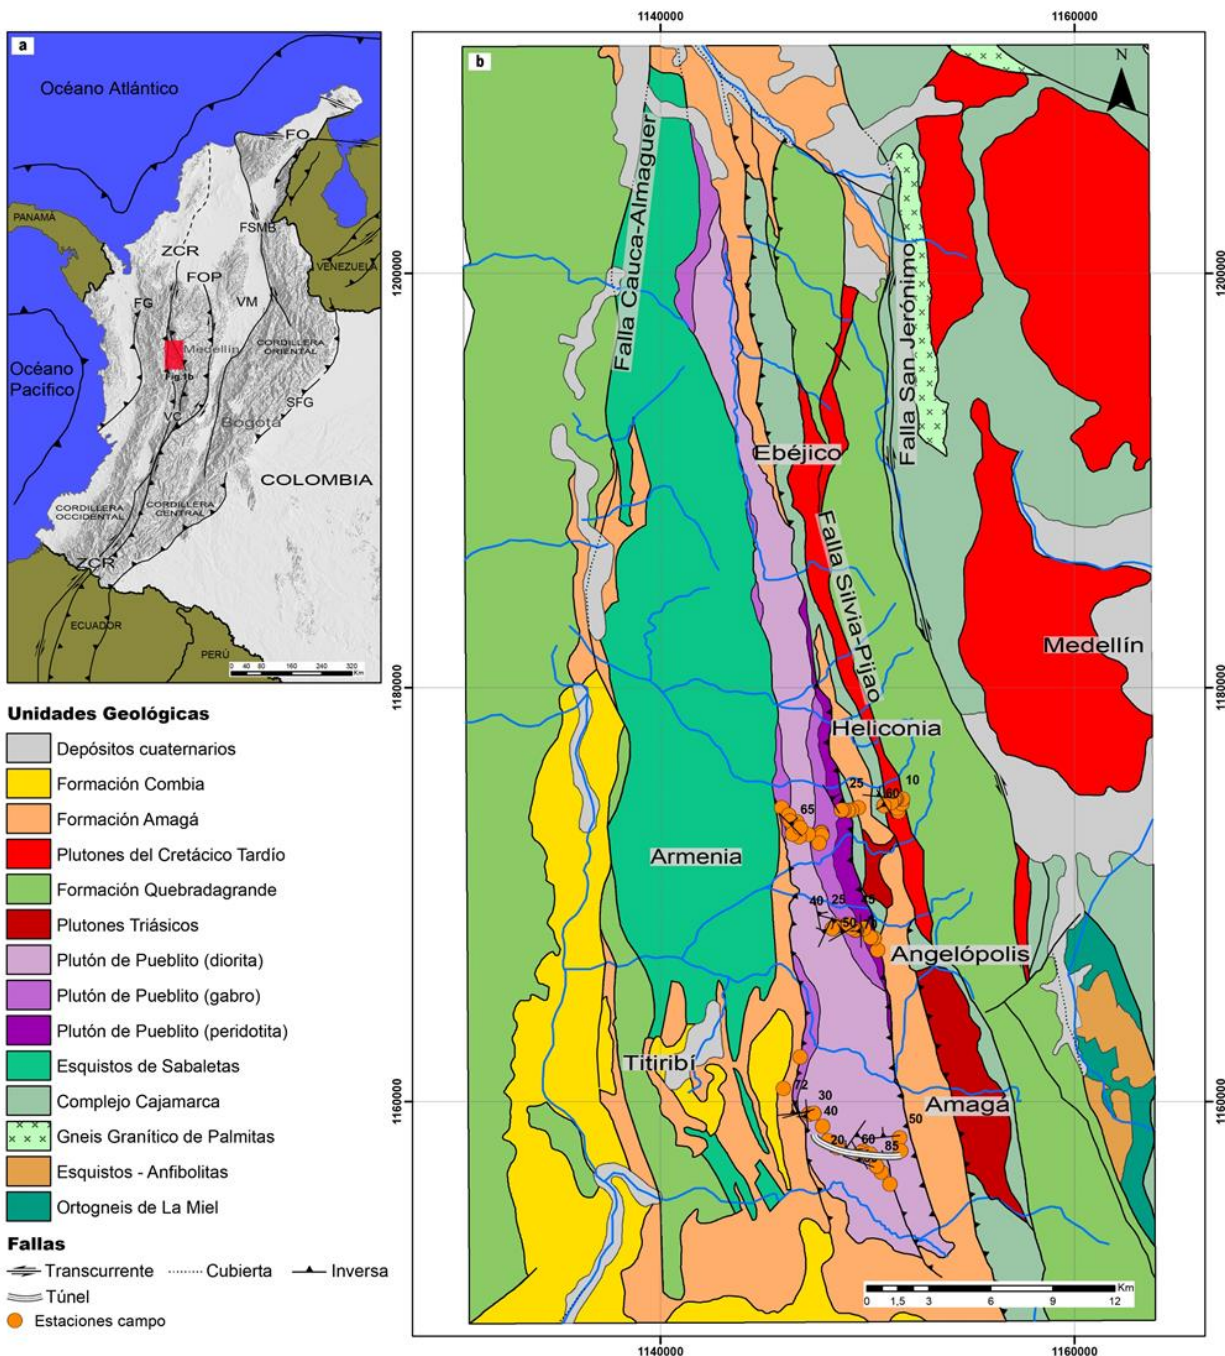 a
Océano Atlántico
FO
PANAMÁ
FSMB
ZCR
VENEZUELA
FOP
FG
VM
Medellín
CORDILLERA
ORIENTAL
Océano
Pacífico
Fig.1b
VC
SFG
Bogotá
COLOMBIA
CORDILLERA
OCCIDENTAL
CORDILLERA
CENTRAL
ZCR
ECUADOR
PERÚ
0 40 80 160 240 320
Km
Unidades Geológicas
Depósitos cuaternarios
Formación Combia
Formación Amagá
Plutones del Cretácico Tardío
Formación Quebradagrande
Plutones Triásicos
Plutón de Pueblito (diorita)
Plutón de Pueblito (gabro)
Plutón de Pueblito (peridotita)
Esquistos de Sabaletas
Complejo Cajamarca
Gneis Granítico de Palmitas
Esquistos - Anfibolitas
Ortogneis de La Miel
Fallas
Transcurrente
Cubierta
Inversa
Túnel
Estaciones campo
1140000
1160000
b
N
Falla Cauca-Almaguer
Falla San Jerónimo
1200000
1200000
Ebéjico
Falla Silvia-Pijao
Medellín
1180000
1180000
Heliconia
25
10
60
65
Armenia
40
25
45
50
70
Angelópolis
Titiribí
72
30
40
Amagá
50
20
60
85
1160000
1160000
Km
0 1,5 3 6 9 12
1140000
1160000